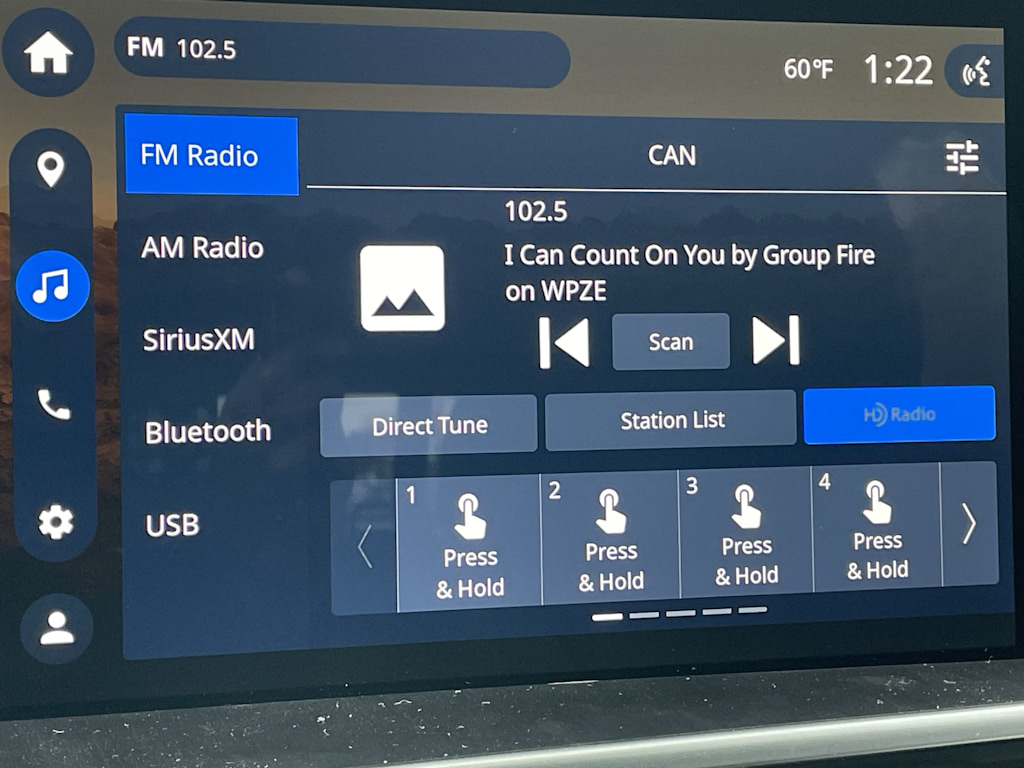 FM 102.5
60°F 1:22
FM Radio
CAN
AM Radio
SiriusXM
Bluetooth
USB
102.5
I Can Count On You by Group Fire
on WPZE
Scan
Direct Tune
Station List
HD Radio
1
Press
& Hold
2
Press
& Hold
3
Press
& Hold
4
Press
& Hold